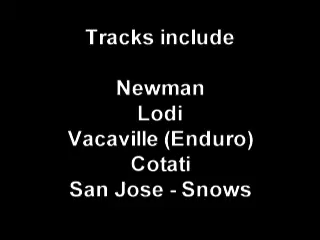 Tracks include
Newman
Lodi
Vacaville (Enduro)
Cotati
San Jose - Snows